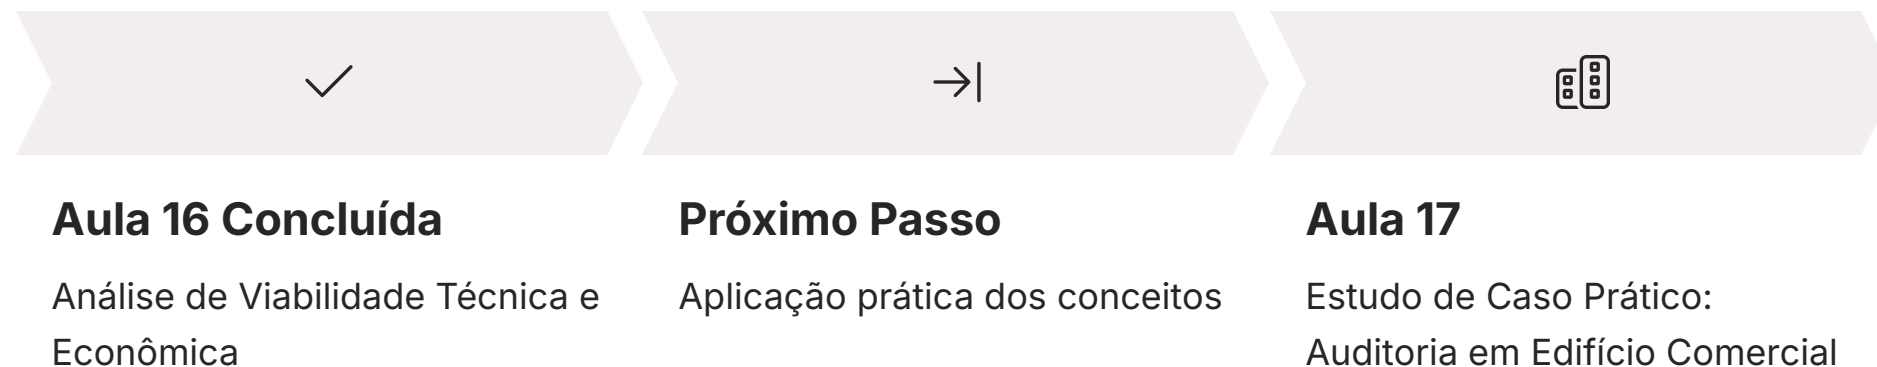 Aula 16 Concluída
Análise de Viabilidade Técnica e
Econômica
Próximo Passo
Aplicação prática dos conceitos
Aula 17
Estudo de Caso Prático:
Auditoria em Edifício Comercial